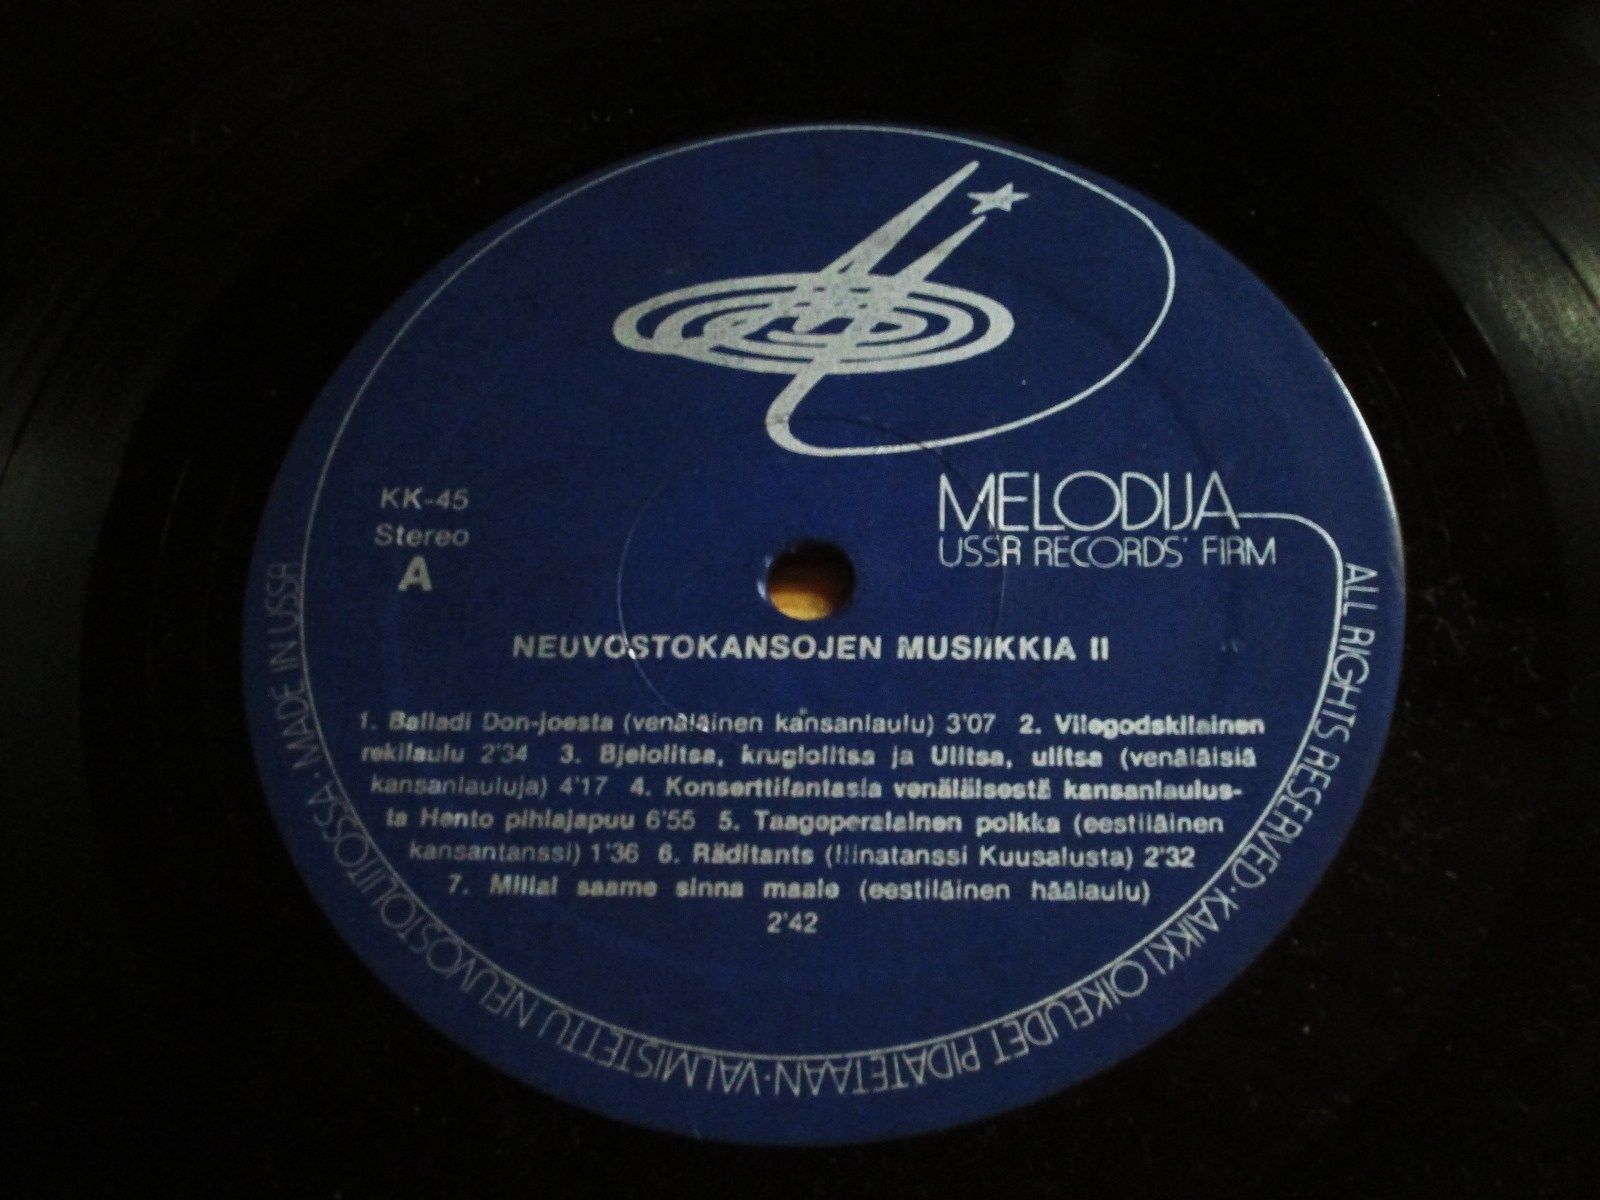 MELODIJA
USSR RECORDS' FIRM
KK-45
Stereo
A
NEUVOSTOKANSOJEN MUSIIKKIA II
1. Balladi Don-joesta (venäläinen kansanlaulu) 3'07 2. Vilegodskilainen
rekilaulu 2'34 3. Bjelolitsa, kruglolitsa ja Ulitsa, ulitsa (venäläisiä
kansanlauluja) 4'17 4. Konserttifantasia venäläisestä kansanlaulus-
ta Hento pihlajapuu 6'55 5. Taagoperalainen polkka (eestiläinen
kansantanssi) 1'36 6. Räditants (liinatanssi Kuusalusta) 2'32
7. Millal saame sinna maale (eestiläinen häälaulu)
2'42
ALL RIGHTS RESERVED·KAIKKI OIKEUDET PIDÄTETÄÄN·VALMISTETTU NEUVOSTOLIITOSSA·MADE IN USSR